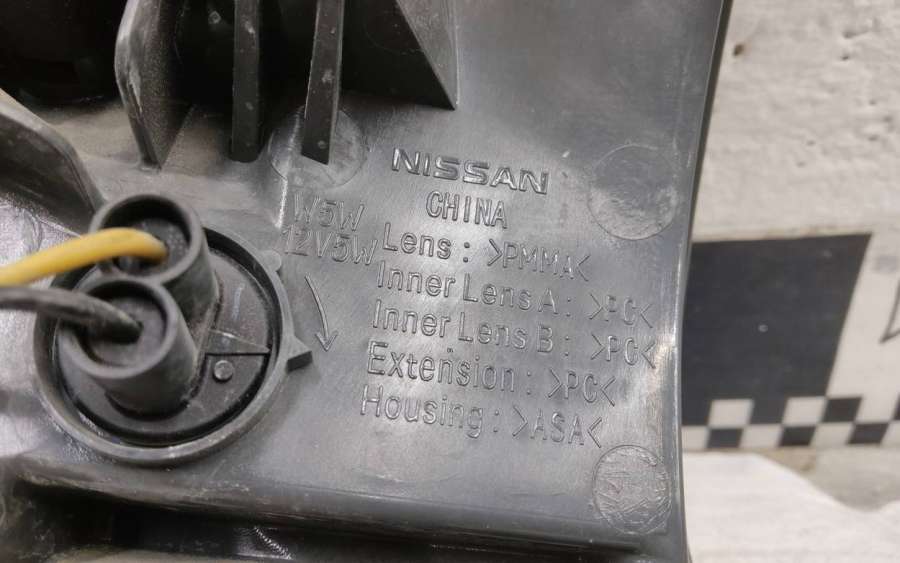 NISSAN
CHINA
W5W
12V5W
Lens : >PMMA<
Inner Lens A : >PC<
Inner Lens B : >PC<
Extension : >PC<
Housing : >ASA<